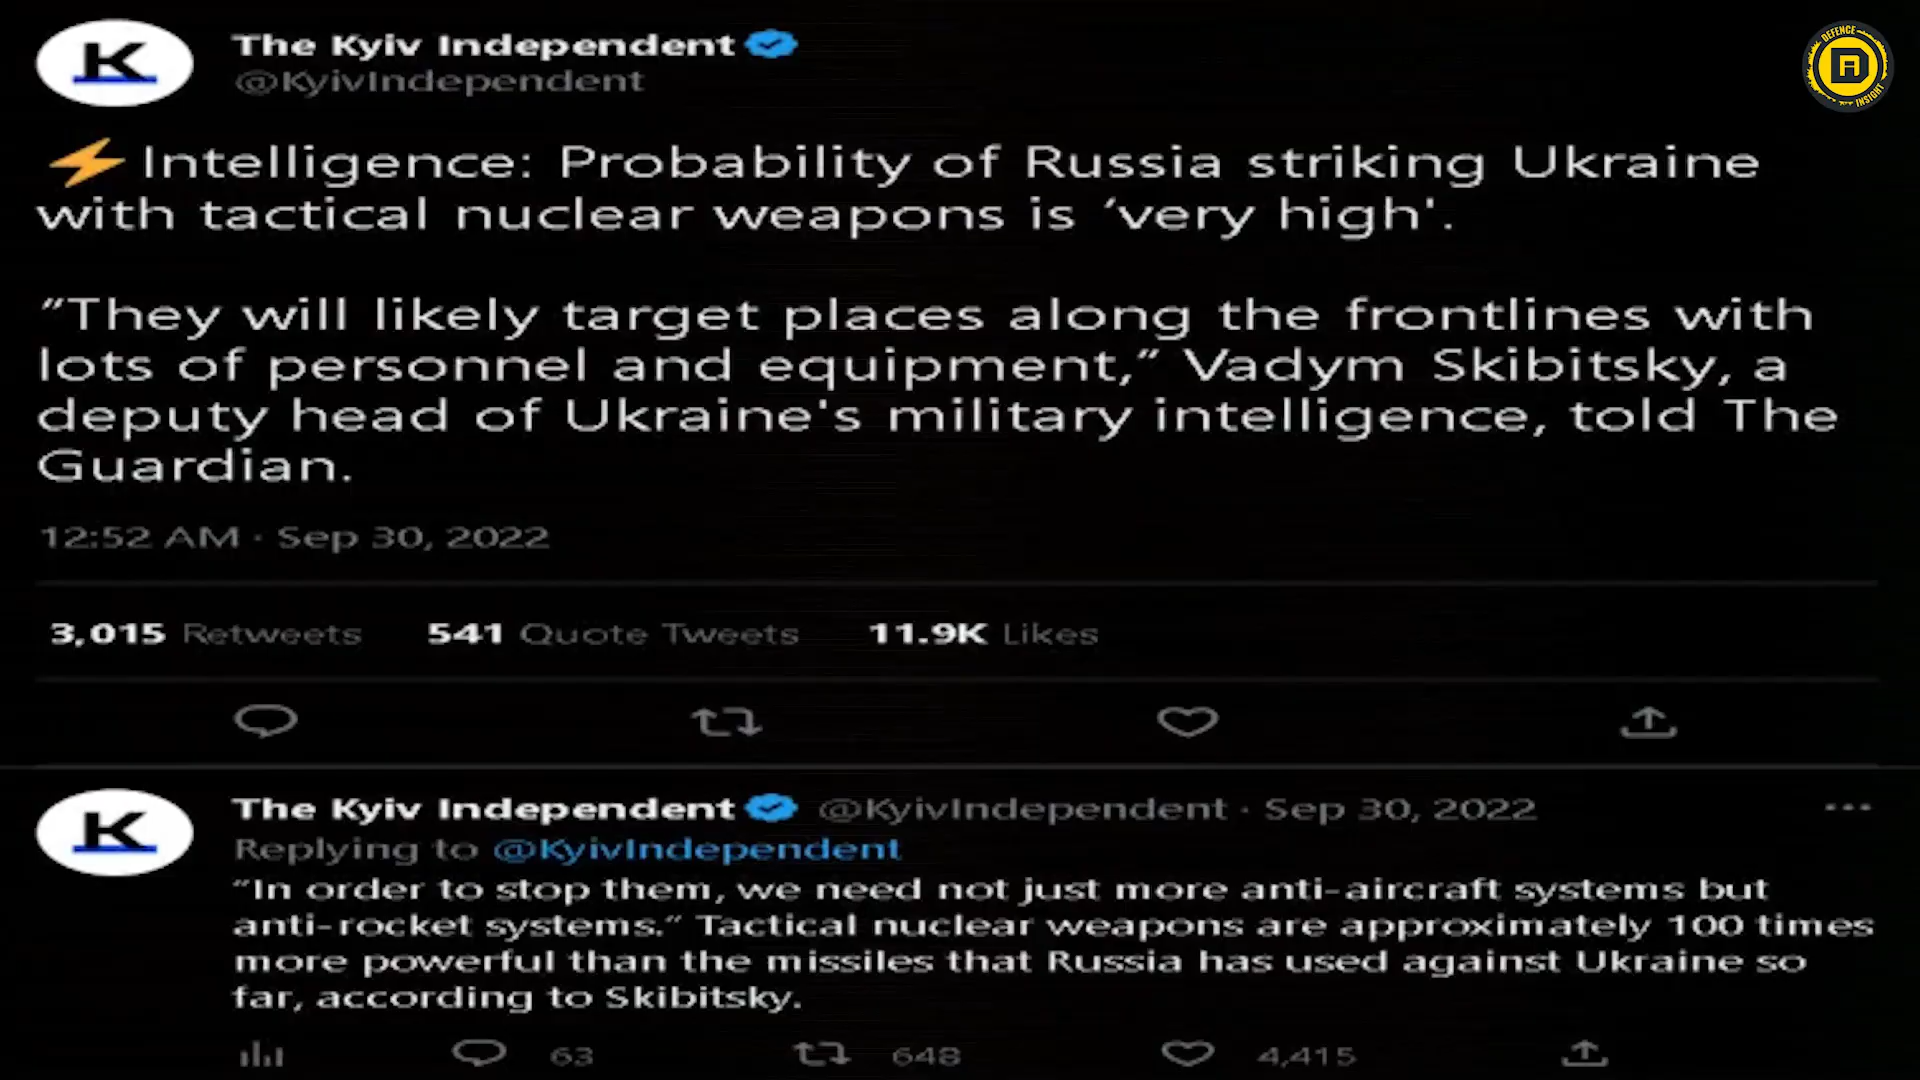 The Kyiv Independent
@KyivIndependent
DEFENCE
INSIGHT
⚡Intelligence: Probability of Russia striking Ukraine
with tactical nuclear weapons is ‘very high'.
“They will likely target places along the frontlines with
lots of personnel and equipment,” Vadym Skibitsky, a
deputy head of Ukraine's military intelligence, told The
Guardian.
12:52 AM · Sep 30, 2022
3,015 Retweets 541 Quote Tweets 11.9K Likes
The Kyiv Independent @KyivIndependent · Sep 30, 2022
Replying to @KyivIndependent
“In order to stop them, we need not just more anti-aircraft systems but
anti-rocket systems.” Tactical nuclear weapons are approximately 100 times
more powerful than the missiles that Russia has used against Ukraine so
far, according to Skibitsky.
63 648 4,415